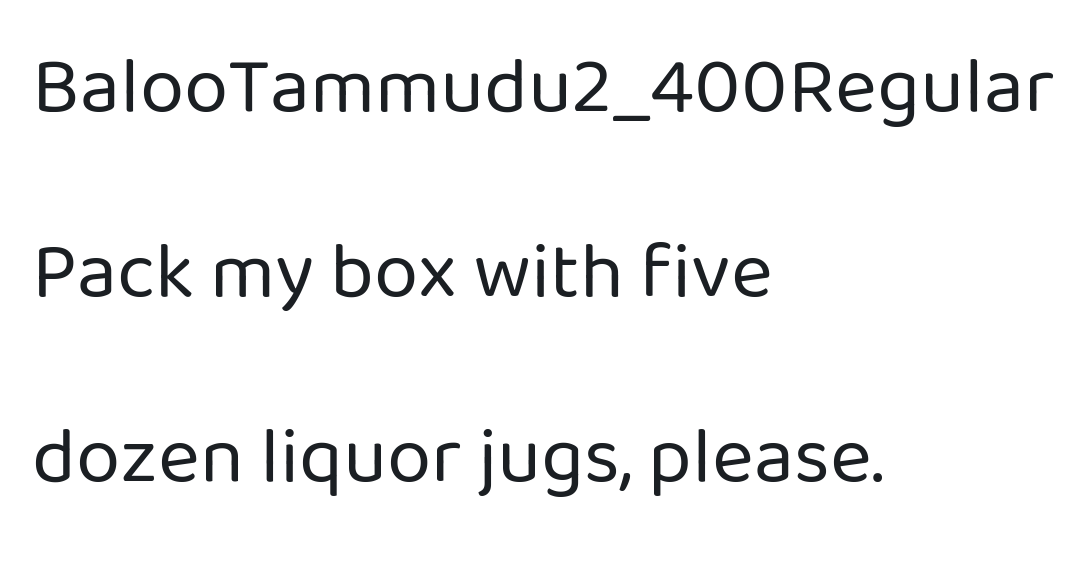 BalooTammudu2_400Regular
Pack my box with five
dozen liquor jugs, please.